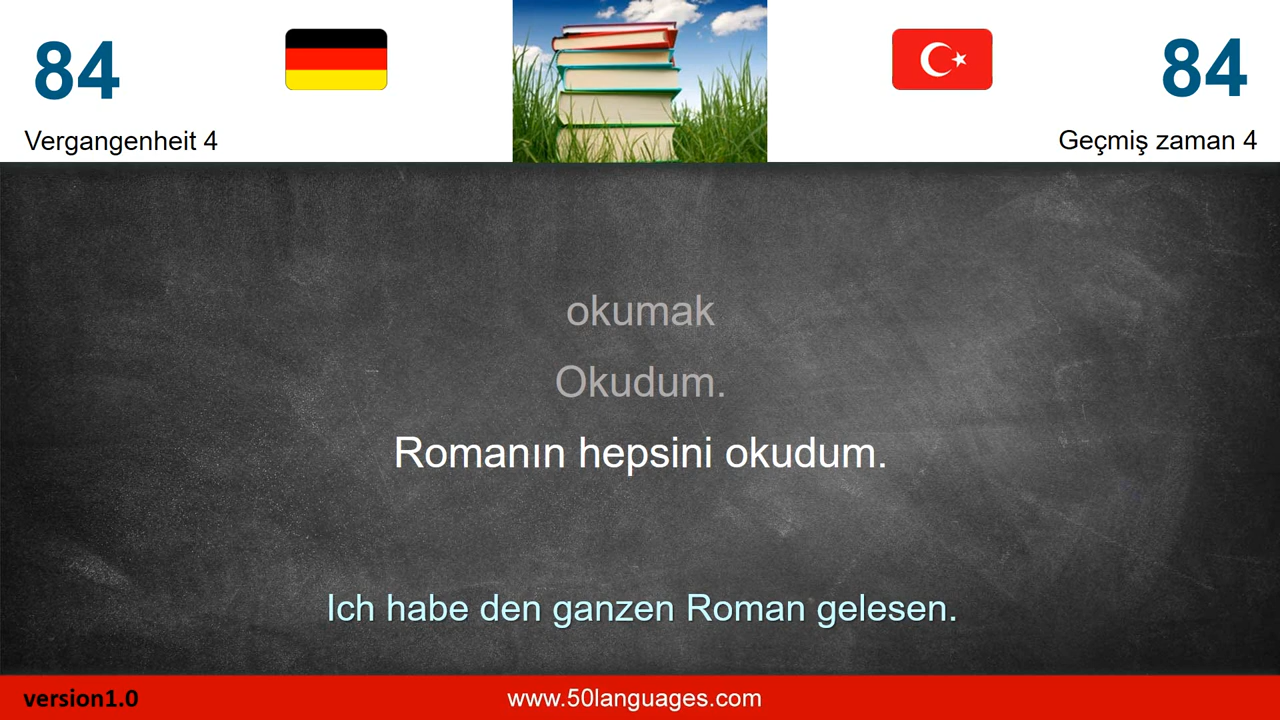 84
84
Vergangenheit 4
Geçmiş zaman 4
okumak
Okudum.
Romanın hepsini okudum.
Ich habe den ganzen Roman gelesen.
version1.0
www.50languages.com